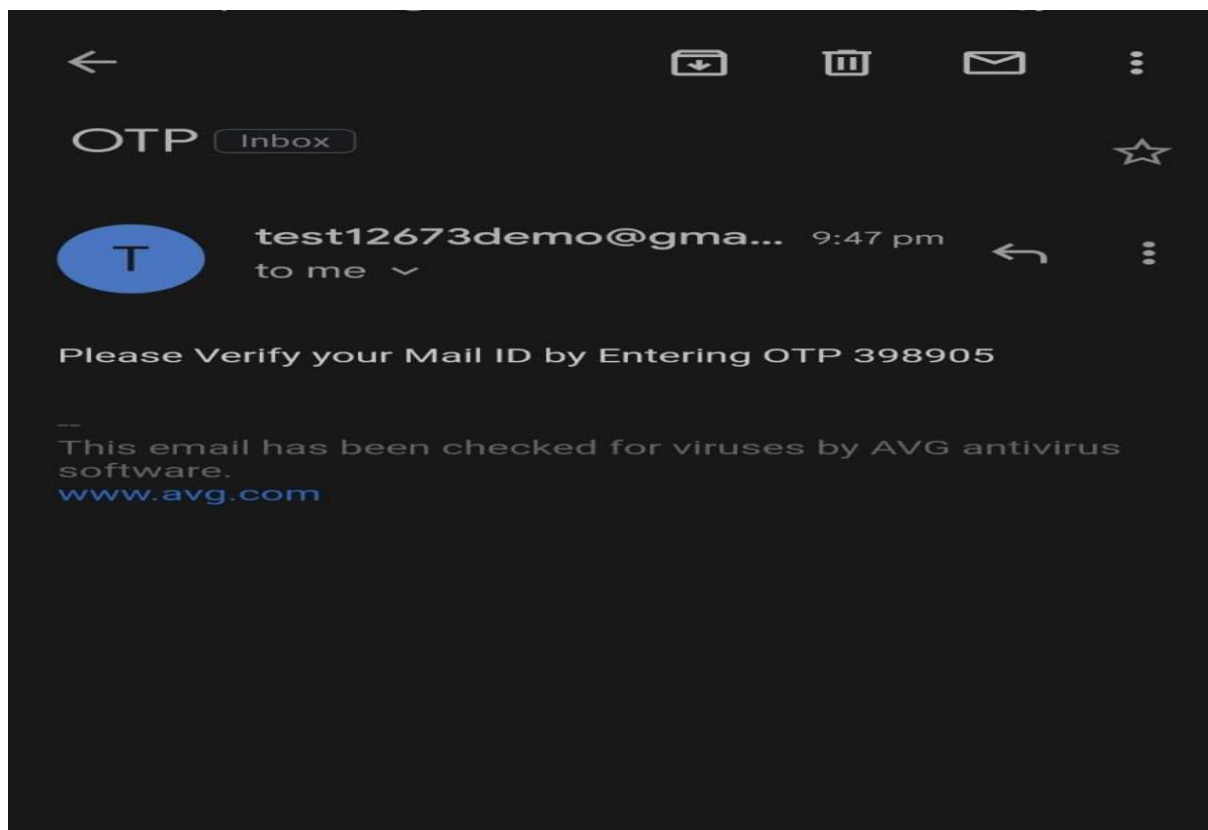 OTP Inbox
T
test12673demo@gma... 9:47 pm
to me
Please Verify your Mail ID by Entering OTP 398905
--
This email has been checked for viruses by AVG antivirus
software.
www.avg.com